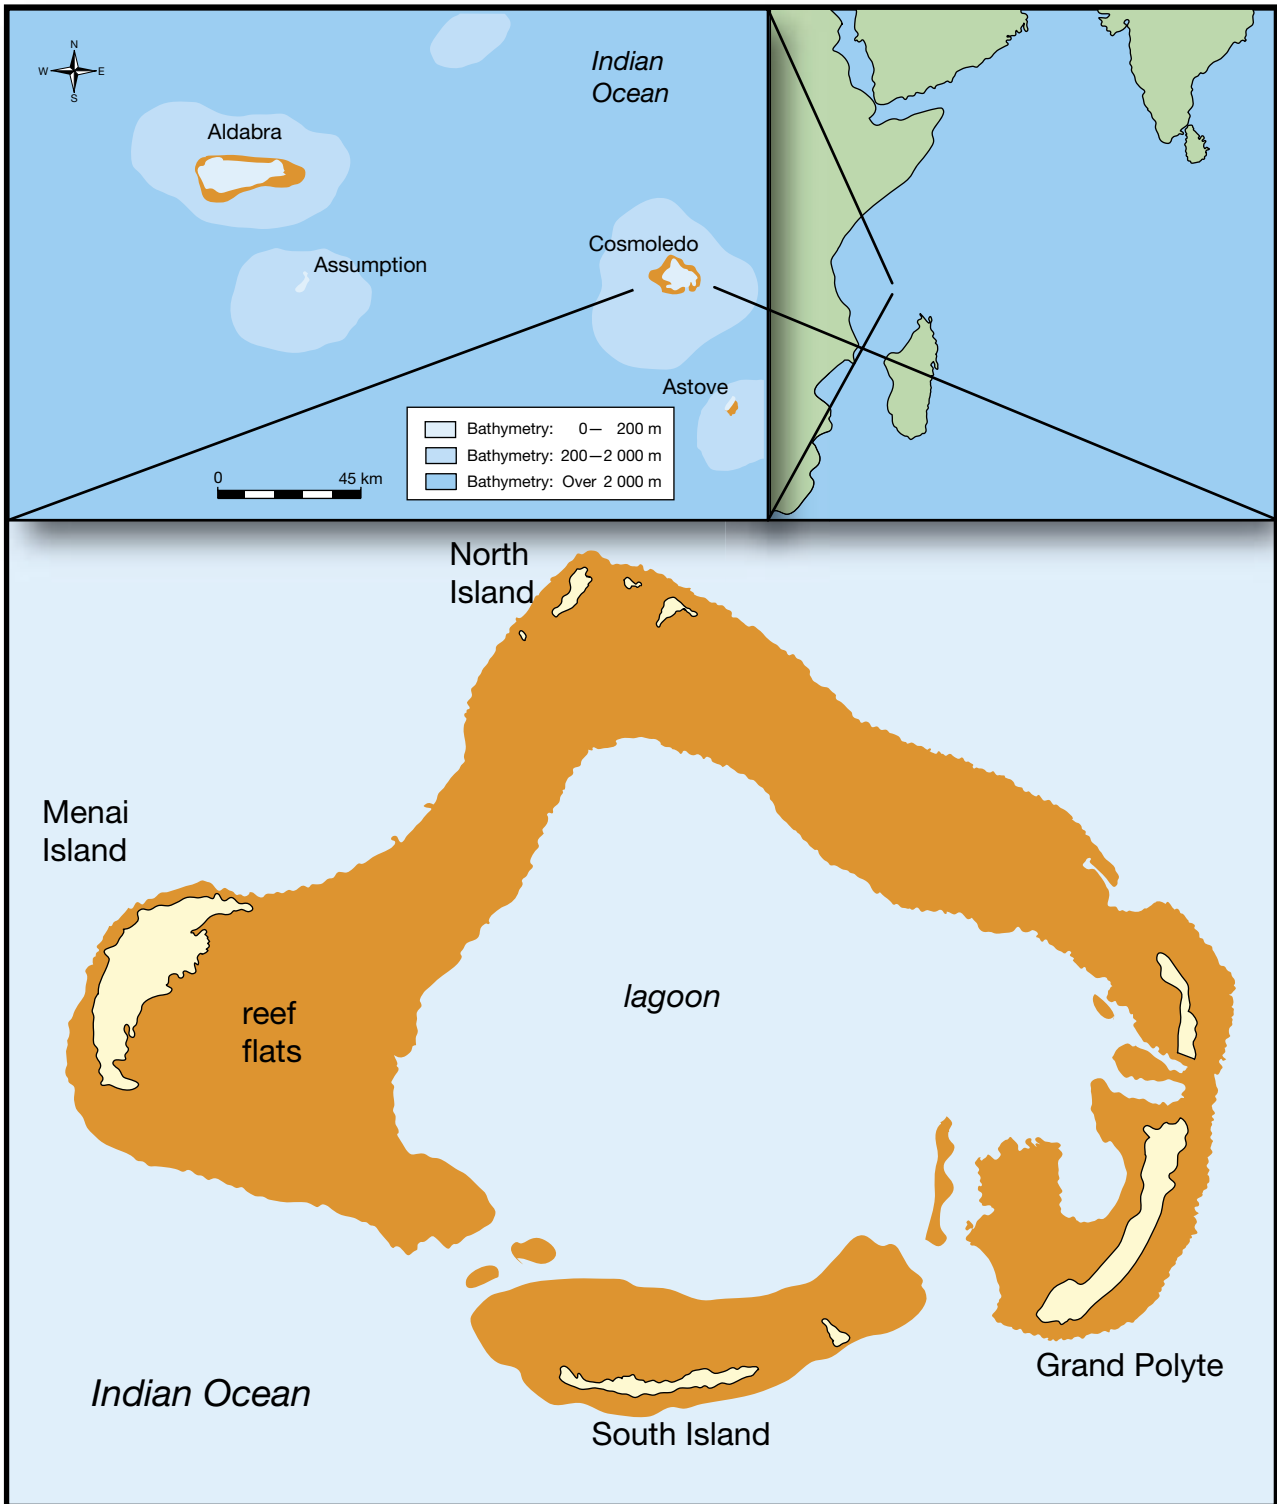 N
W E
S
Indian
Ocean
Aldabra
Cosmoledo
Assumption
Astove
Bathymetry: 0— 200 m
Bathymetry: 200—2 000 m
Bathymetry: Over 2 000 m
0 45 km
North
Island
Menai
Island
lagoon
reef
flats
Grand Polyte
Indian Ocean
South Island